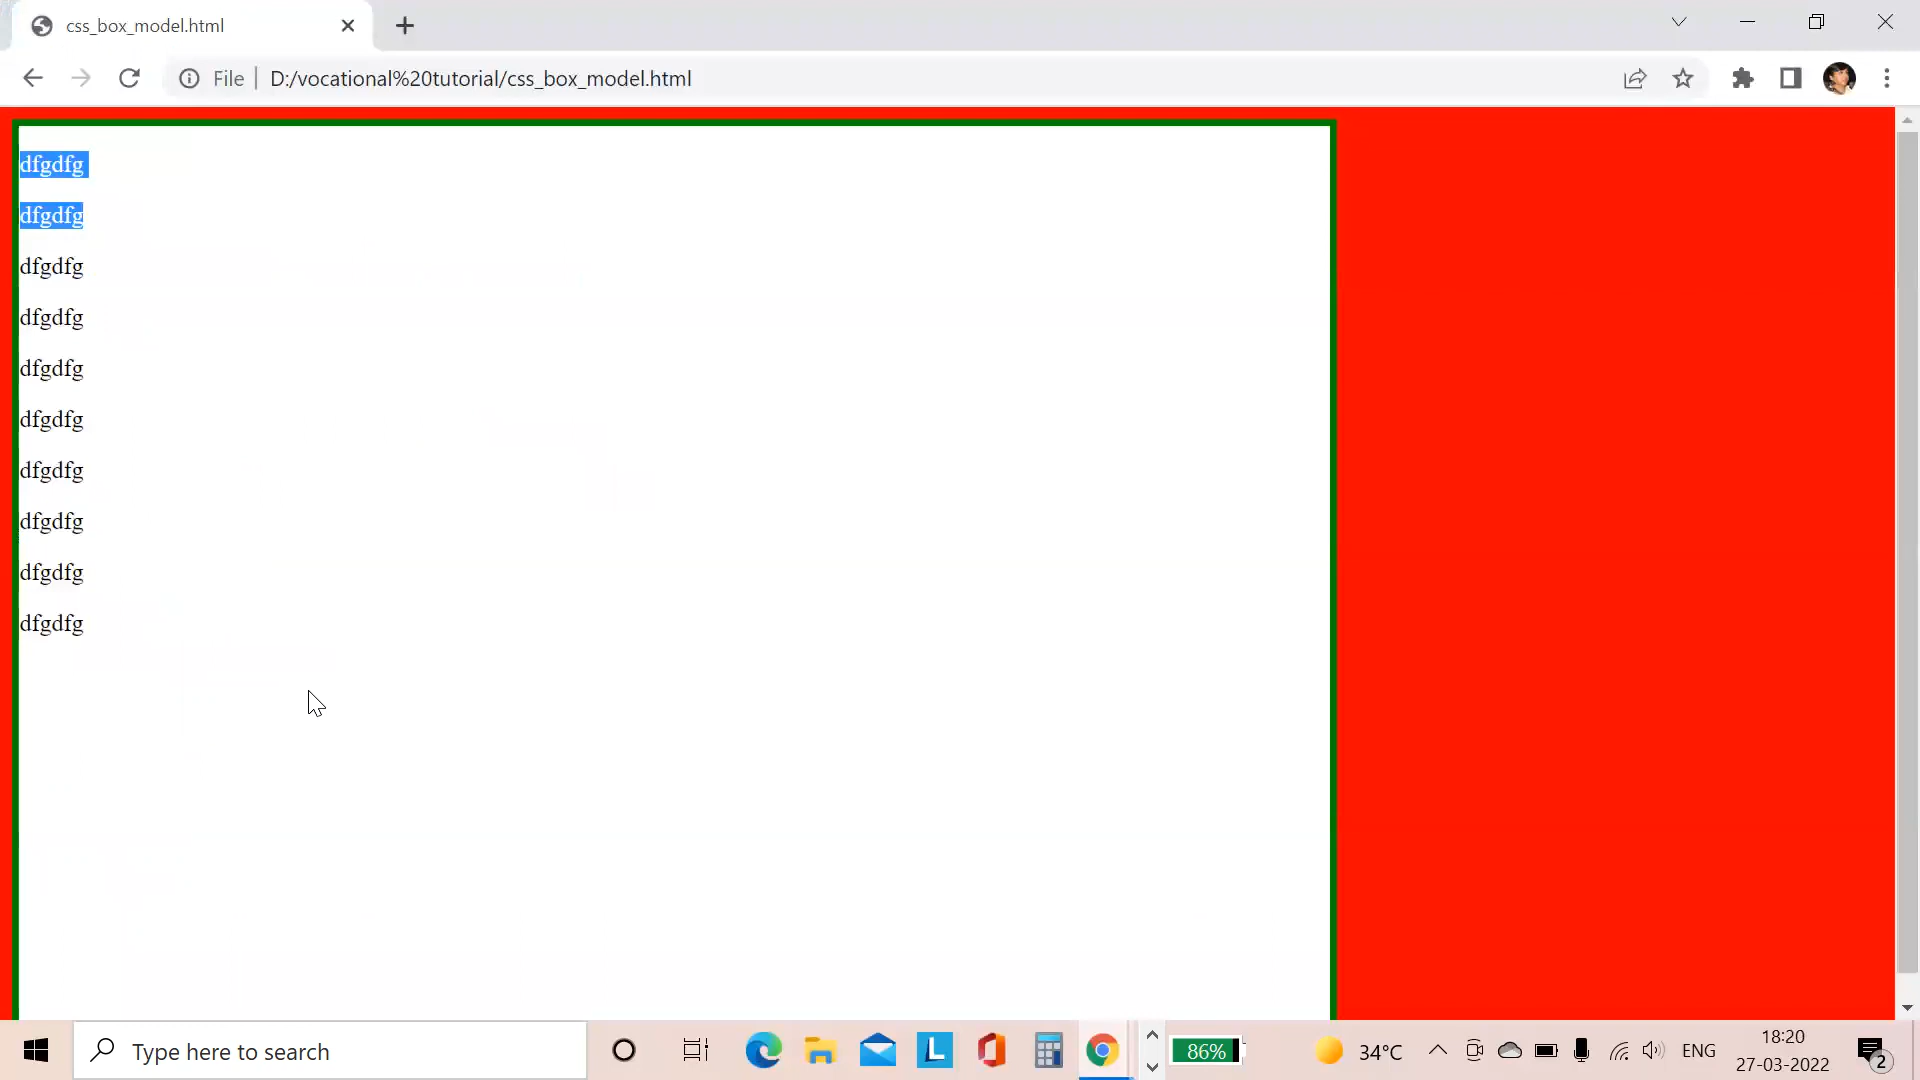 css_box_model.html
File
D:/vocational%20tutorial/css_box_model.html
dfgdfg
dfgdfg
dfgdfg
dfgdfg
dfgdfg
dfgdfg
dfgdfg
dfgdfg
dfgdfg
dfgdfg
Type here to search
L
86%
34°C
ENG
18:20
27-03-2022
2